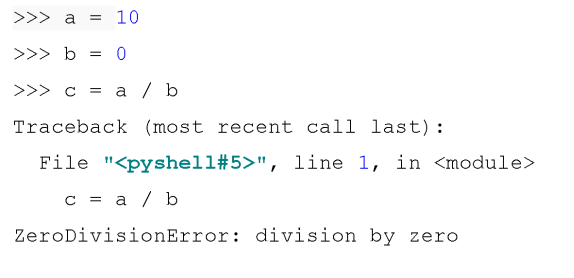 >>> a = 10
>>> b = 0
>>> c = a / b
Traceback (most recent call last):
  File "<pyshell#5>", line 1, in <module>
    c = a / b
ZeroDivisionError: division by zero